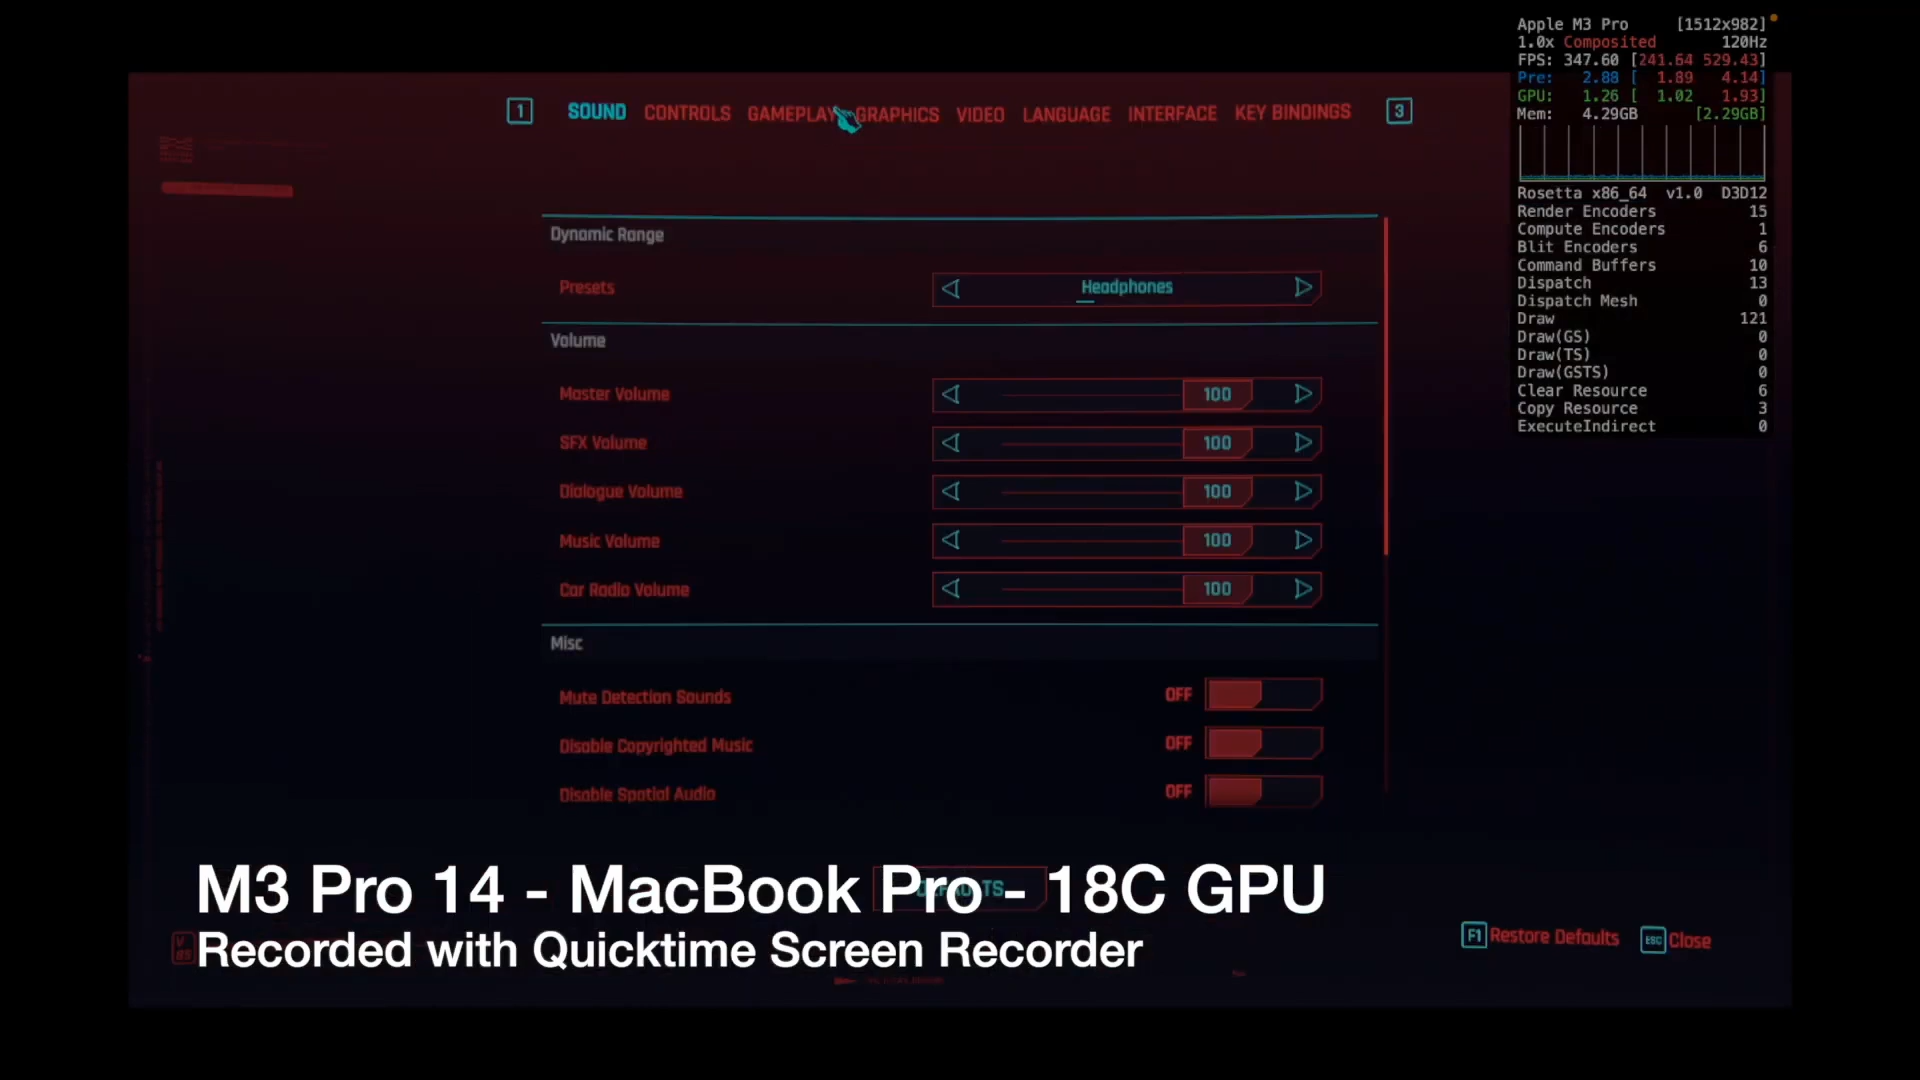 Apple M3 Pro [1512x982]
1.0x Composited 120Hz
FPS: 347.60 [241.64 529.43]
Pre: 2.88 [ 1.89 4.14]
GPU: 1.26 [ 1.02 1.93]
Mem: 4.29GB [2.29GB]
Rosetta x86_64 v1.0 D3D12
Render Encoders 15
Compute Encoders 1
Blit Encoders 6
Command Buffers 10
Dispatch 13
Dispatch Mesh 0
Draw 121
Draw(GS) 0
Draw(TS) 0
Draw(GSTS) 0
Clear Resource 6
Copy Resource 3
ExecuteIndirect 0
1 SOUND CONTROLS GAMEPLAY GRAPHICS VIDEO LANGUAGE INTERFACE KEY BINDINGS 3
Dynamic Range
Presets Headphones
Volume
Master Volume 100
SFX Volume 100
Dialogue Volume 100
Music Volume 100
Car Radio Volume 100
Misc
Mute Detection Sounds OFF
Disable Copyrighted Music OFF
Disable Spatial Audio OFF
DEFAULTS
M3 Pro 14 - MacBook Pro - 18C GPU
Recorded with Quicktime Screen Recorder
F1 Restore Defaults ESC Close